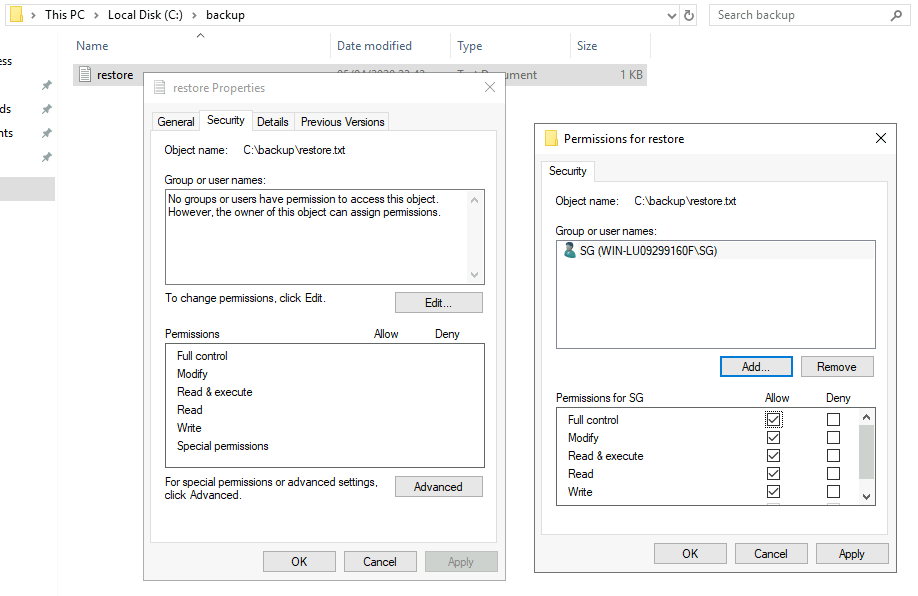 This PC > Local Disk (C:) > backup
Search backup
Name Date modified Type Size
ess
ds
nts
restore
1 KB
restore Properties
General Security Details Previous Versions
Object name: C:\backup\restore.txt
Group or user names:
No groups or users have permission to access this object.
However, the owner of this object can assign permissions.
To change permissions, click Edit.
Edit...
Permissions Allow Deny
Full control
Modify
Read & execute
Read
Write
Special permissions
For special permissions or advanced settings,
click Advanced.
Advanced
OK Cancel Apply
Permissions for restore
Security
Object name: C:\backup\restore.txt
Group or user names:
SG (WIN-LU09299160F\SG)
Add... Remove
Permissions for SG Allow Deny
Full control
Modify
Read & execute
Read
Write
OK Cancel Apply